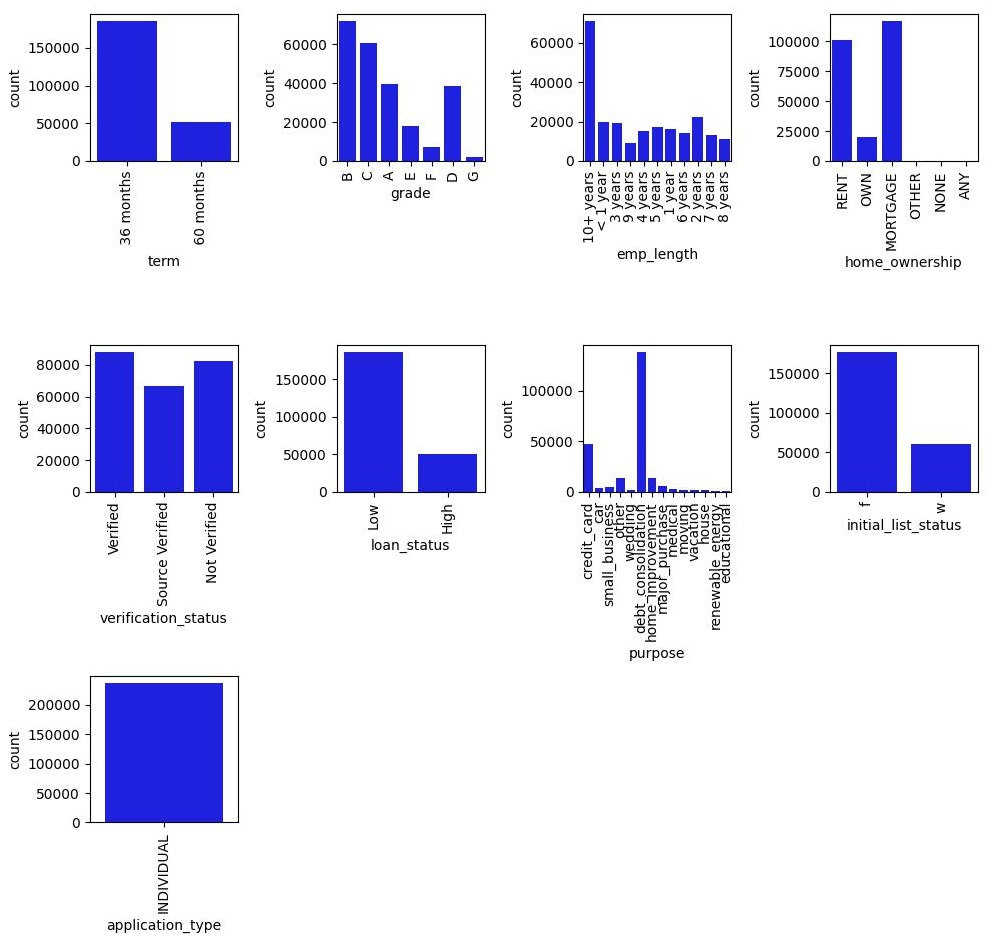 150000
100000
50000
0
count
36 months
60 months
term
60000
40000
20000
0
count
B
C
A
E
F
D
G
grade
60000
40000
20000
0
count
10+ years
< 1 year
3 years
9 years
4 years
5 years
1 year
6 years
2 years
7 years
8 years
emp_length
100000
75000
50000
25000
0
count
RENT
OWN
MORTGAGE
OTHER
NONE
ANY
home_ownership
80000
60000
40000
20000
0
count
Verified
Source Verified
Not Verified
verification_status
150000
100000
50000
0
count
Low
High
loan_status
100000
50000
0
count
credit_card
car
small_business
other
wedding
debt_consolidation
home_improvement
major_purchase
medical
moving
vacation
house
renewable_energy
educational
purpose
150000
100000
50000
0
count
f
w
initial_list_status
200000
150000
100000
50000
0
count
INDIVIDUAL
application_type